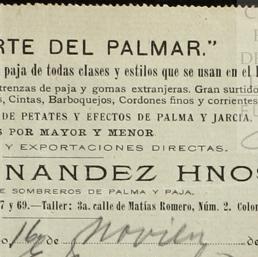 RTE DEL PALMAR."
paja de todas clases y estilos que se usan en el
trenzas de paja y gomas extranjeras. Gran surtido
s, Cintas, Barboquejos, Cordones finos y corrientes
DE PETATES Y EFECTOS DE PALMA Y JARCIA.
S POR MAYOR Y MENOR
Y EXPORTACIONES DIRECTAS.
NANDEZ HNOS
E SOMBREROS DE PALMA Y PAJA.
7 y 69.—Taller: 3a. calle de Matías Romero, Núm. 2. Colo
16 de